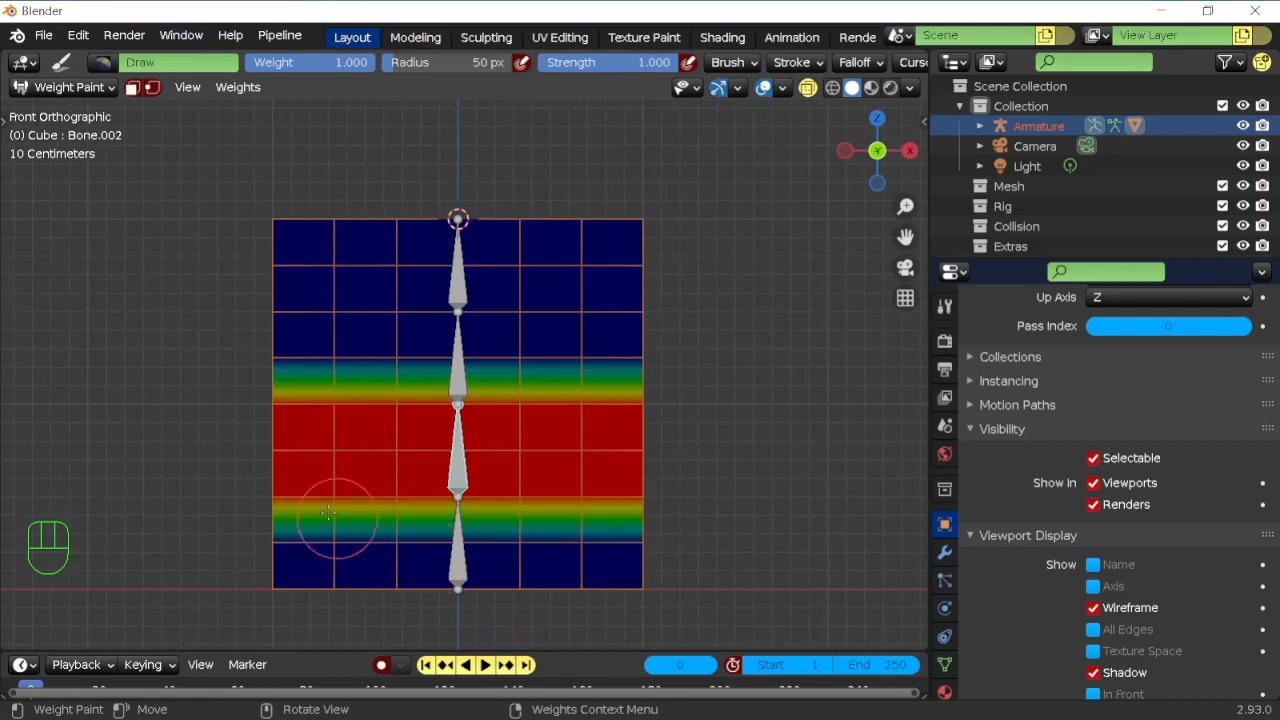 Blender
File Edit Render Window Help Pipeline Layout Modeling Sculpting UV Editing Texture Paint Shading Animation Rende Scene View Layer
Draw Weight 1.000 Radius 50 px Strength 1.000 Brush Stroke Falloff Curso
Weight Paint View Weights
Front Orthographic
(0) Cube : Bone.002
10 Centimeters
Z
Y
X
Scene Collection
Collection
Armature
Camera
Light
Mesh
Rig
Collision
Extras
Up Axis Z
Pass Index 0
Collections
Instancing
Motion Paths
Visibility
Selectable
Show In Viewports
Renders
Viewport Display
Show Name
Axis
Wireframe
All Edges
Texture Space
Shadow
In Front
Playback Keying View Marker 0 Start 1 End 250
Weight Paint Move Rotate View Weights Context Menu 2.93.0